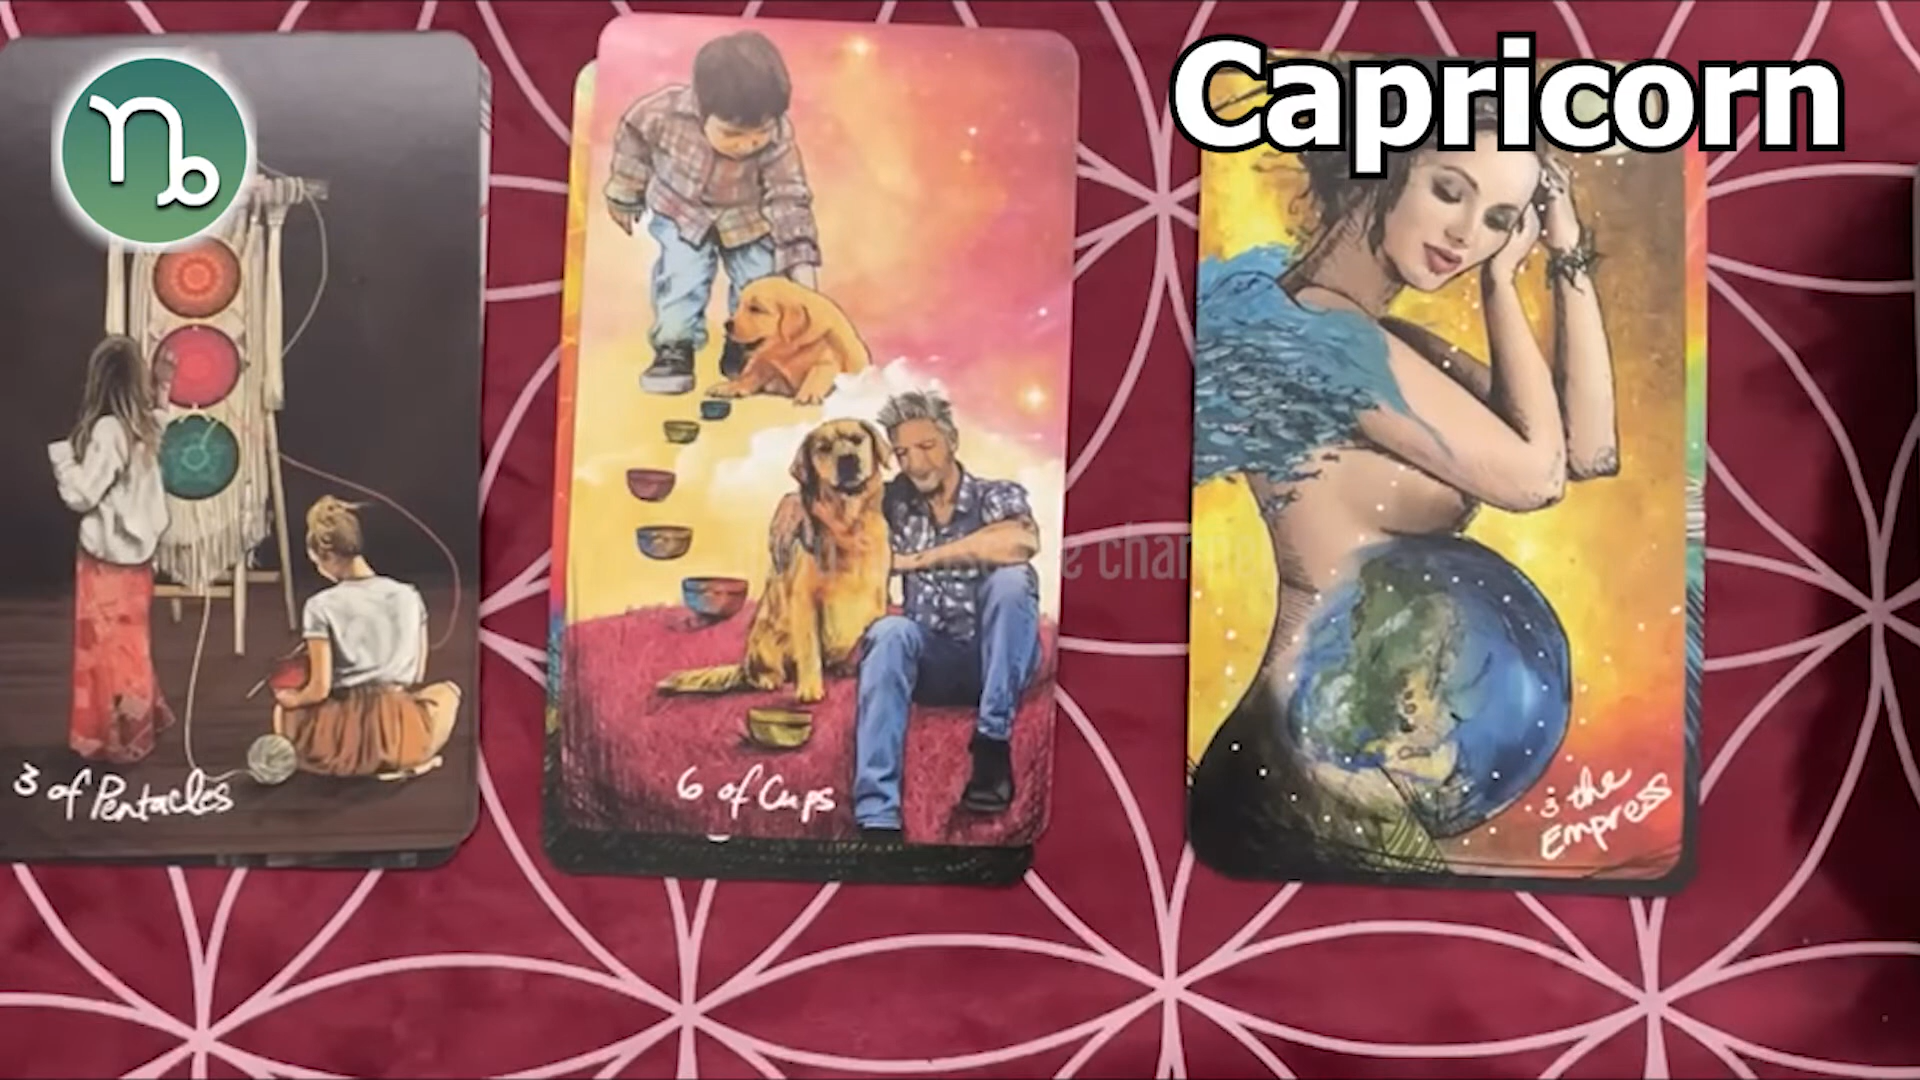 Capricorn
3 of Pentacles
6 of Cups
3 the
Empress